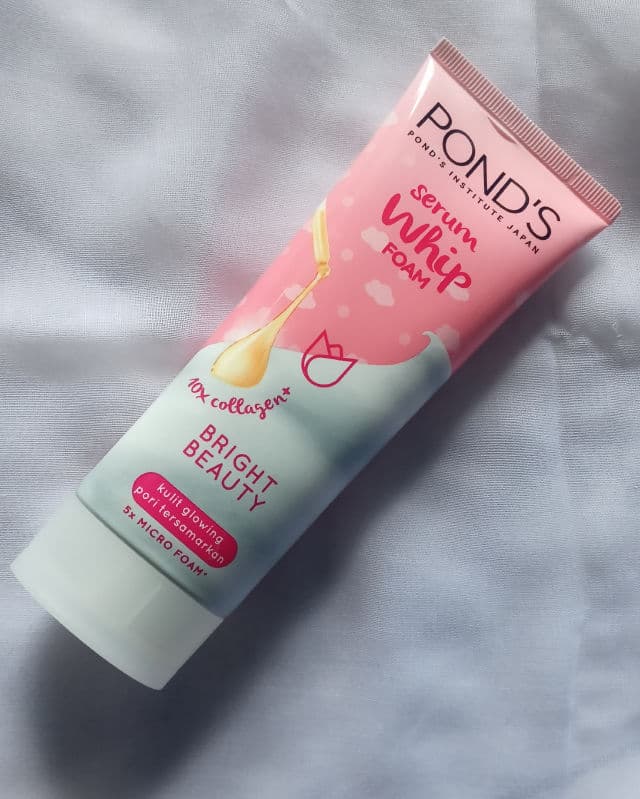 POND'S
POND'S INSTITUTE JAPAN
serum
Whip
FOAM
10x collagen+
BRIGHT
BEAUTY
kulit glowing
pori tersamarkan
5x MICRO FOAM*